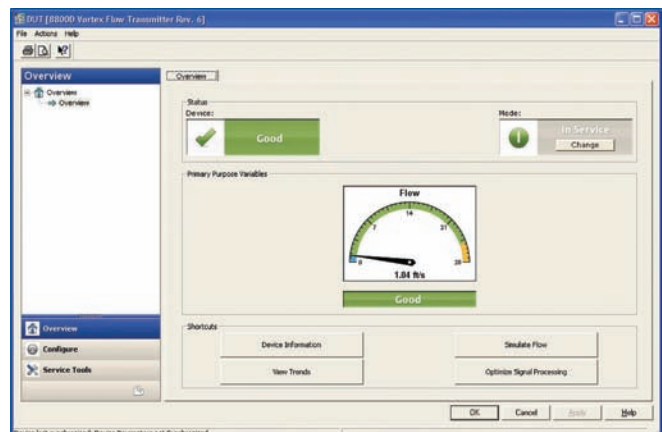 DUT [8800D Vortex Flow Transmitter Rev. 6]
File Actions Help
Overview
Overview
Overview
Overview
Status
Device:
Good
Mode:
In Service
Change
Primary Purpose Variables
Flow
0 7 14 21 28
1.04 ft/s
Good
Shortcuts
Device Information
Simulate Flow
View Trends
Optimize Signal Processing
Overview
Configure
Service Tools
OK Cancel Apply Help